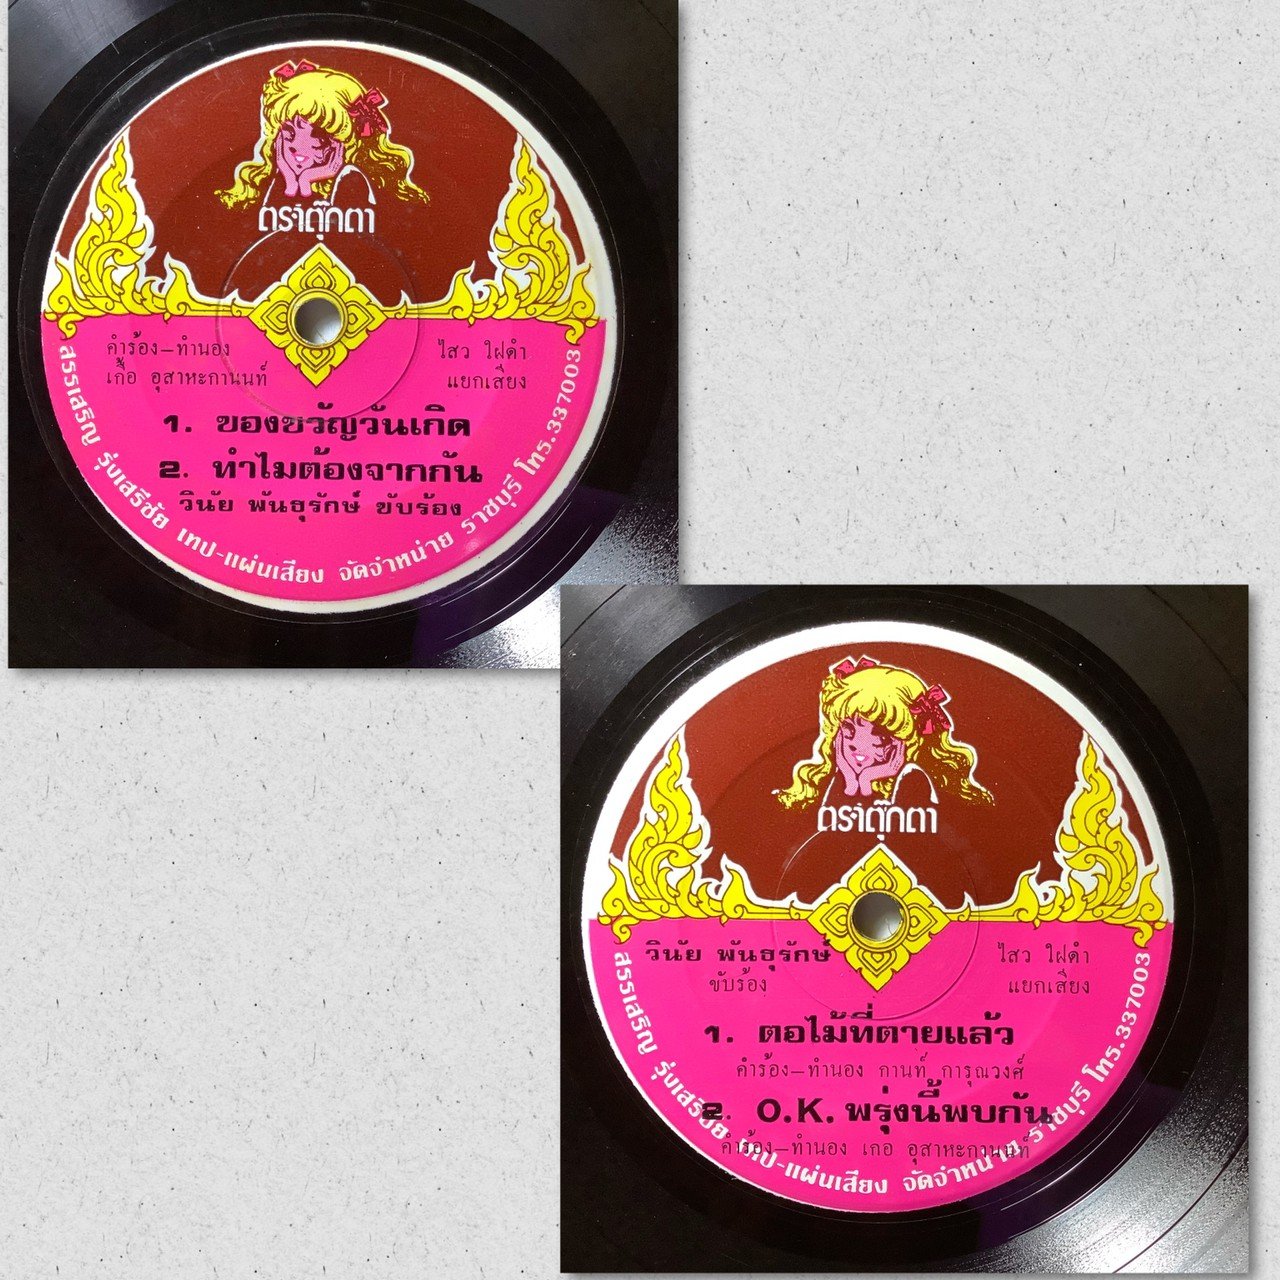 ตราตุ๊กตา
คำร้อง–ทำนอง
เกื้อ อุสาหะกานนท์
ไสว ใฝดำ
แยกเสียง
1. ของขวัญวันเกิด
2. ทำไมต้องจากกัน
วินัย พันธุรักษ์ ขับร้อง
สรรเสริญ รุ่งเสรีชัย เทป-แผ่นเสียง จัดจำหน่าย ราชบุรี โทร.337003
ตราตุ๊กตา
วินัย พันธุรักษ์
ขับร้อง
ไสว ใฝดำ
แยกเสียง
1. ตอไม้ที่ตายแล้ว
คำร้อง–ทำนอง กานท์ การุณวงศ์
2. O.K. พรุ่งนี้พบกัน
คำร้อง–ทำนอง เกอ อุสาหะกานนท์
สรรเสริญ รุ่งเสรีชัย เทป-แผ่นเสียง จัดจำหน่าย ราชบุรี โทร.337003